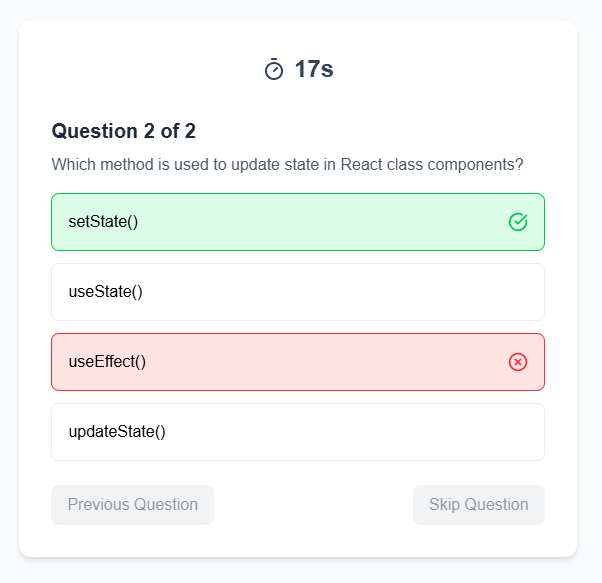 17s
Question 2 of 2
Which method is used to update state in React class components?
setState()
useState()
useEffect()
updateState()
Previous Question
Skip Question